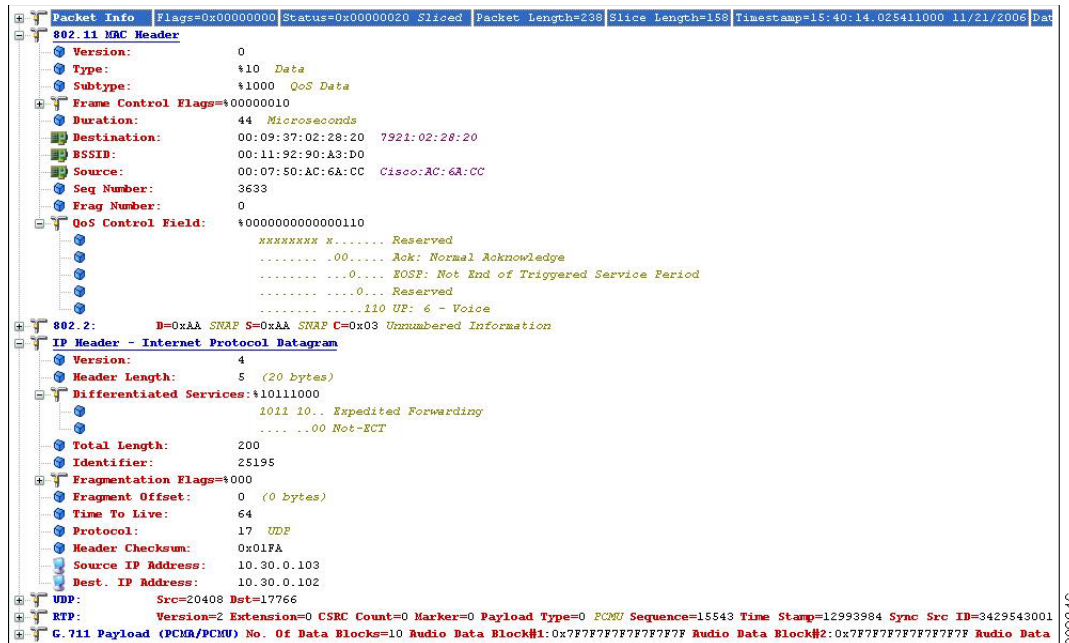 Packet Info Flags=0x00000000 Status=0x00000020 Sliced Packet Length=238 Slice Length=158 Timestamp=15:40:14.025411000 11/21/2006 Dat
802.11 MAC Header
Version: 0
Type: %10 Data
Subtype: %1000 QoS Data
Frame Control Flags=%00000010
Duration: 44 Microseconds
Destination: 00:09:37:02:28:20 7921:02:28:20
BSSID: 00:11:92:90:A3:D0
Source: 00:07:50:AC:6A:CC Cisco:AC:6A:CC
Seq Number: 3633
Frag Number: 0
QoS Control Field: %0000000000000110
xxxxxxxx x....... Reserved
........ .00..... Ack: Normal Acknowledge
........ ...0.... EOSP: Not End of Triggered Service Period
........ ....0... Reserved
........ .....110 UP: 6 - Voice
802.2: D=0xAA SNAP S=0xAA SNAP C=0x03 Unnumbered Information
IP Header - Internet Protocol Datagram
Version: 4
Header Length: 5 (20 bytes)
Differentiated Services:%10111000
1011 10.. Expedited Forwarding
.... ..00 Not-ECT
Total Length: 200
Identifier: 25195
Fragmentation Flags=%000
Fragment Offset: 0 (0 bytes)
Time To Live: 64
Protocol: 17 UDP
Header Checksum: 0x01FA
Source IP Address: 10.30.0.103
Dest. IP Address: 10.30.0.102
UDP: Src=20408 Dst=17766
RTP: Version=2 Extension=0 CSRC Count=0 Marker=0 Payload Type=0 PCMU Sequence=15543 Time Stamp=12993984 Sync Src ID=3429543001
G.711 Payload (PCMA/PCMU) No. Of Data Blocks=10 Audio Data Block#1:0x7F7F7F7F7F7F7F7F Audio Data Block#2:0x7F7F7F7F7F7F7F7F Audio Data